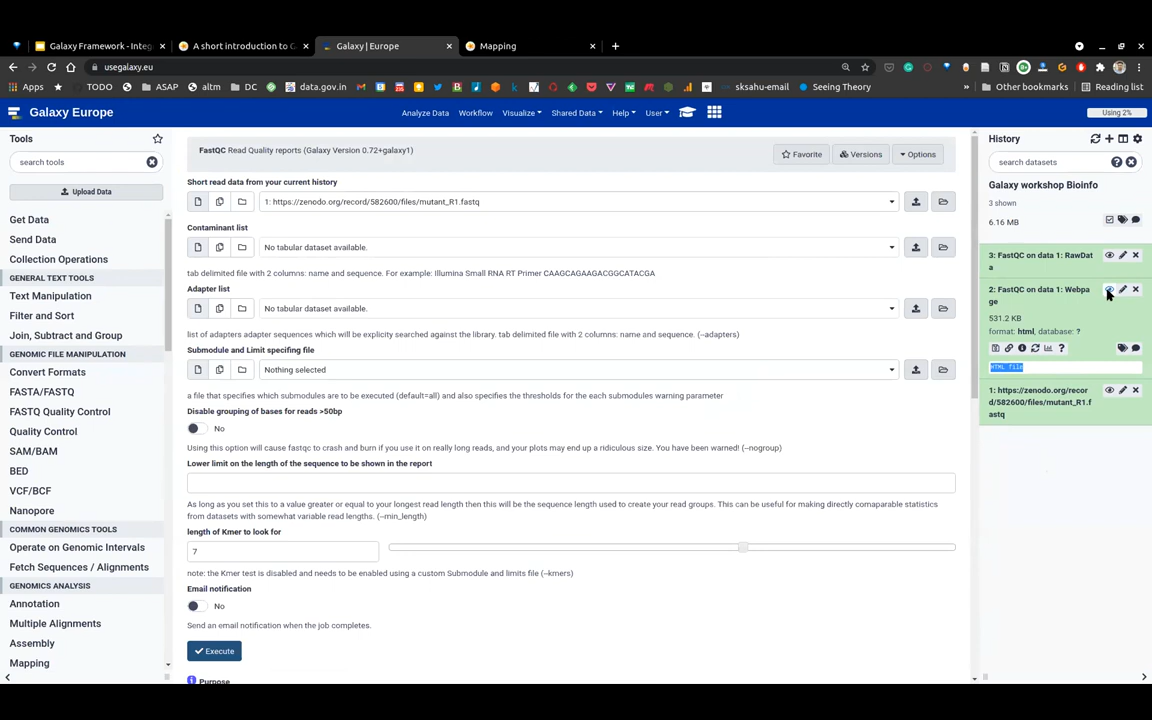 Galaxy Framework - Integ
A short introduction to G
Galaxy | Europe
Mapping
usegalaxy.eu
Apps
TODO
ASAP
altm
DC
data.gov.in
sksahu-email
Seeing Theory
Other bookmarks
Reading list
Galaxy Europe
Analyze Data
Workflow
Visualize
Shared Data
Help
User
Using 2%
Tools
search tools
Upload Data
Get Data
Send Data
Collection Operations
GENERAL TEXT TOOLS
Text Manipulation
Filter and Sort
Join, Subtract and Group
GENOMIC FILE MANIPULATION
Convert Formats
FASTA/FASTQ
FASTQ Quality Control
Quality Control
SAM/BAM
BED
VCF/BCF
Nanopore
COMMON GENOMICS TOOLS
Operate on Genomic Intervals
Fetch Sequences / Alignments
GENOMICS ANALYSIS
Annotation
Multiple Alignments
Assembly
Mapping
FastQC Read Quality reports (Galaxy Version 0.72+galaxy1)
Favorite
Versions
Options
Short read data from your current history
1: https://zenodo.org/record/582600/files/mutant_R1.fastq
Contaminant list
No tabular dataset available.
tab delimited file with 2 columns: name and sequence. For example: Illumina Small RNA RT Primer CAAGCAGAAGACGGCATACGA
Adapter list
No tabular dataset available.
list of adapters adapter sequences which will be explicity searched against the library. tab delimited file with 2 columns: name and sequence. (--adapters)
Submodule and Limit specifing file
Nothing selected
a file that specifies which submodules are to be executed (default=all) and also specifies the thresholds for the each submodules warning parameter
Disable grouping of bases for reads >50bp
No
Using this option will cause fastqc to crash and burn if you use it on really long reads, and your plots may end up a ridiculous size. You have been warned! (--nogroup)
Lower limit on the length of the sequence to be shown in the report
As long as you set this to a value greater or equal to your longest read length then this will be the sequence length used to create your read groups. This can be useful for making directly comaparable statistics
from datasets with somewhat variable read lengths. (--min_length)
length of Kmer to look for
7
note: the Kmer test is disabled and needs to be enabled using a custom Submodule and limits file (--kmers)
Email notification
No
Send an email notification when the job completes.
Execute
Purpose
History
search datasets
Galaxy workshop Bioinfo
3 shown
6.16 MB
3: FastQC on data 1: RawDat
a
2: FastQC on data 1: Webpa
ge
531.2 KB
format: html, database: ?
HTML file
1: https://zenodo.org/recor
d/582600/files/mutant_R1.f
astq